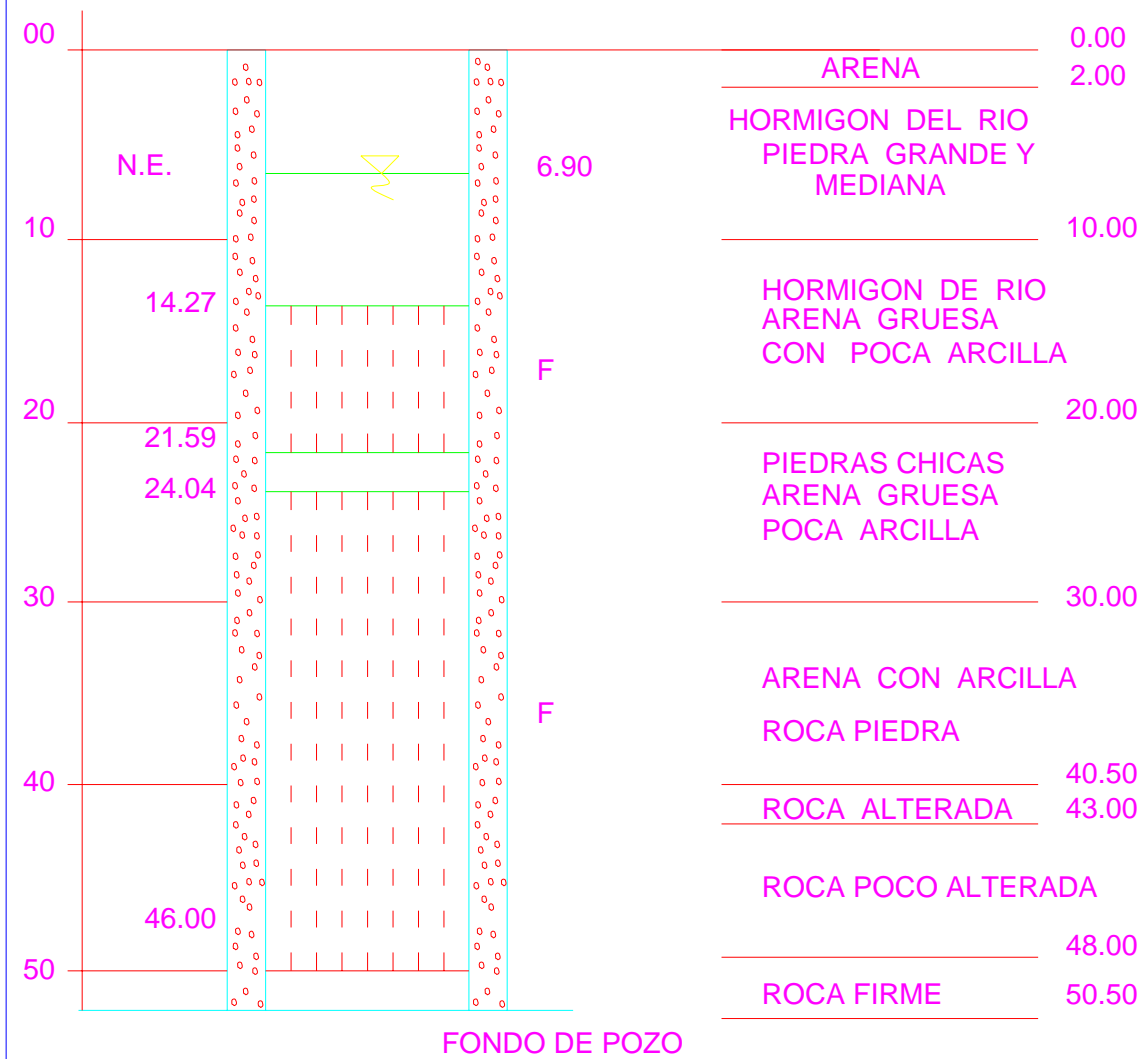 00
0.00
ARENA
2.00
HORMIGON DEL RIO
PIEDRA GRANDE Y
MEDIANA
N.E.
6.90
10
10.00
14.27
HORMIGON DE RIO
ARENA GRUESA
CON POCA ARCILLA
F
20
20.00
21.59
24.04
PIEDRAS CHICAS
ARENA GRUESA
POCA ARCILLA
30
30.00
ARENA CON ARCILLA
F
ROCA PIEDRA
40
40.50
ROCA ALTERADA
43.00
ROCA POCO ALTERADA
46.00
48.00
50
ROCA FIRME
50.50
FONDO DE POZO